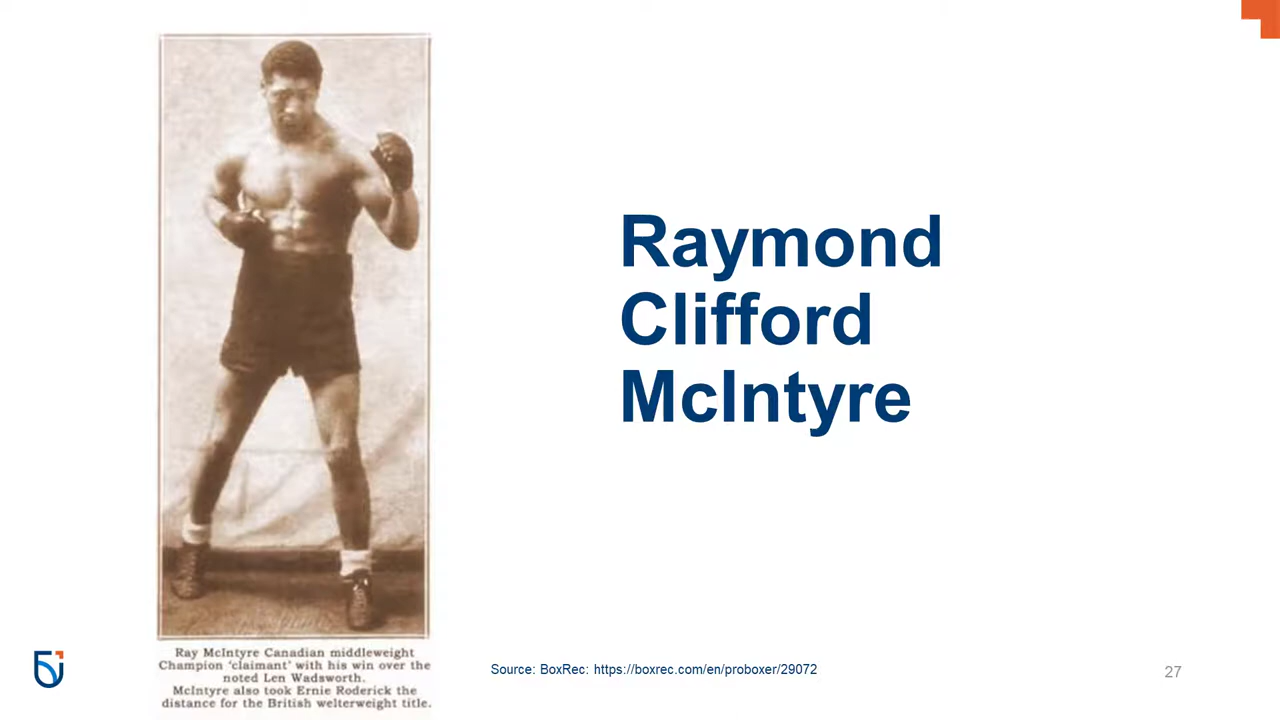 Raymond
Clifford
McIntyre
Ray McIntyre Canadian middleweight
Champion 'claimant' with his win over the
noted Len Wadsworth.
McIntyre also took Ernie Roderick the
distance for the British welterweight title.
Source: BoxRec: https://boxrec.com/en/proboxer/29072
27